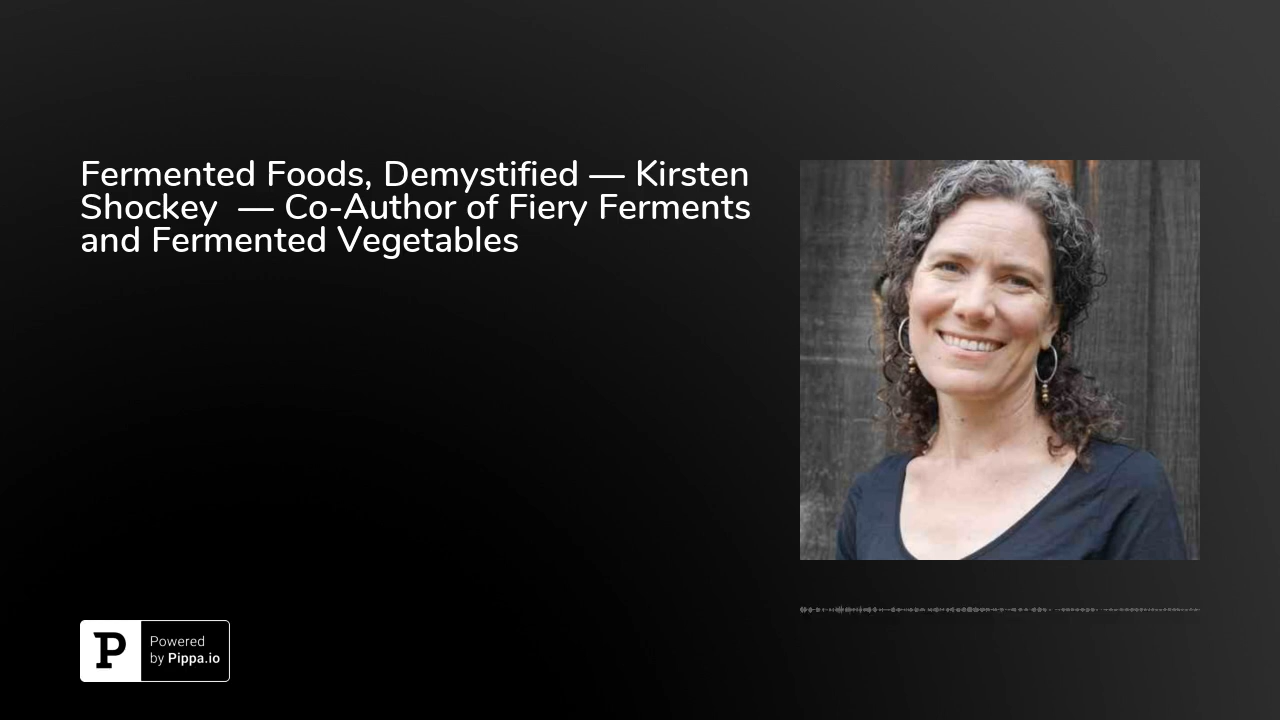 Fermented Foods, Demystified — Kirsten
Shockey  — Co-Author of Fiery Ferments
and Fermented Vegetables
P
Powered
by Pippa.io